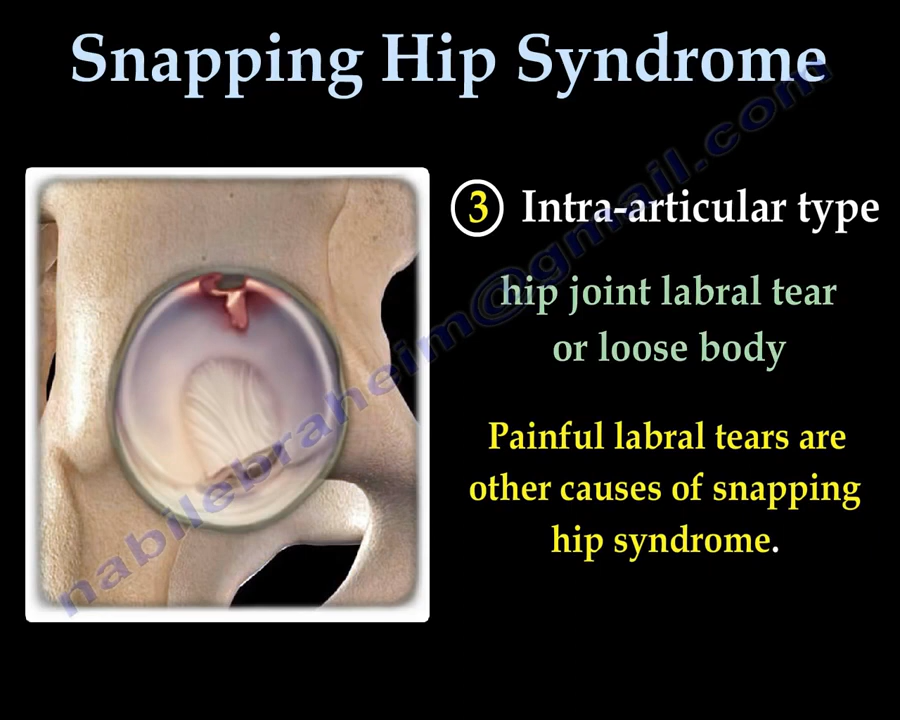 Snapping Hip Syndrome
3 Intra-articular type
hip joint labral tear
or loose body
Painful labral tears are
other causes of snapping
hip syndrome.
nabilebraheim@gmail.com